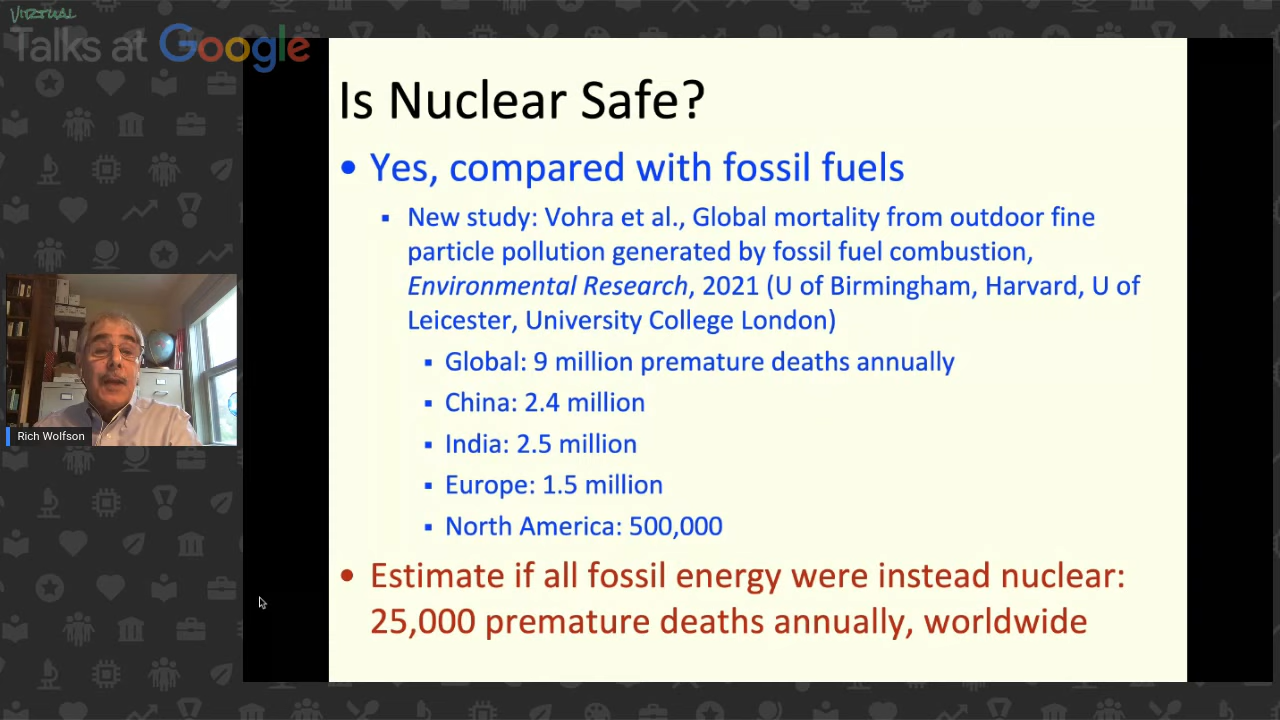 VIRTUAL
Talks at Google
Is Nuclear Safe?
• Yes, compared with fossil fuels
▪ New study: Vohra et al., Global mortality from outdoor fine
particle pollution generated by fossil fuel combustion,
Environmental Research, 2021 (U of Birmingham, Harvard, U of
Leicester, University College London)
▪ Global: 9 million premature deaths annually
▪ China: 2.4 million
▪ India: 2.5 million
▪ Europe: 1.5 million
▪ North America: 500,000
• Estimate if all fossil energy were instead nuclear:
25,000 premature deaths annually, worldwide
Rich Wolfson